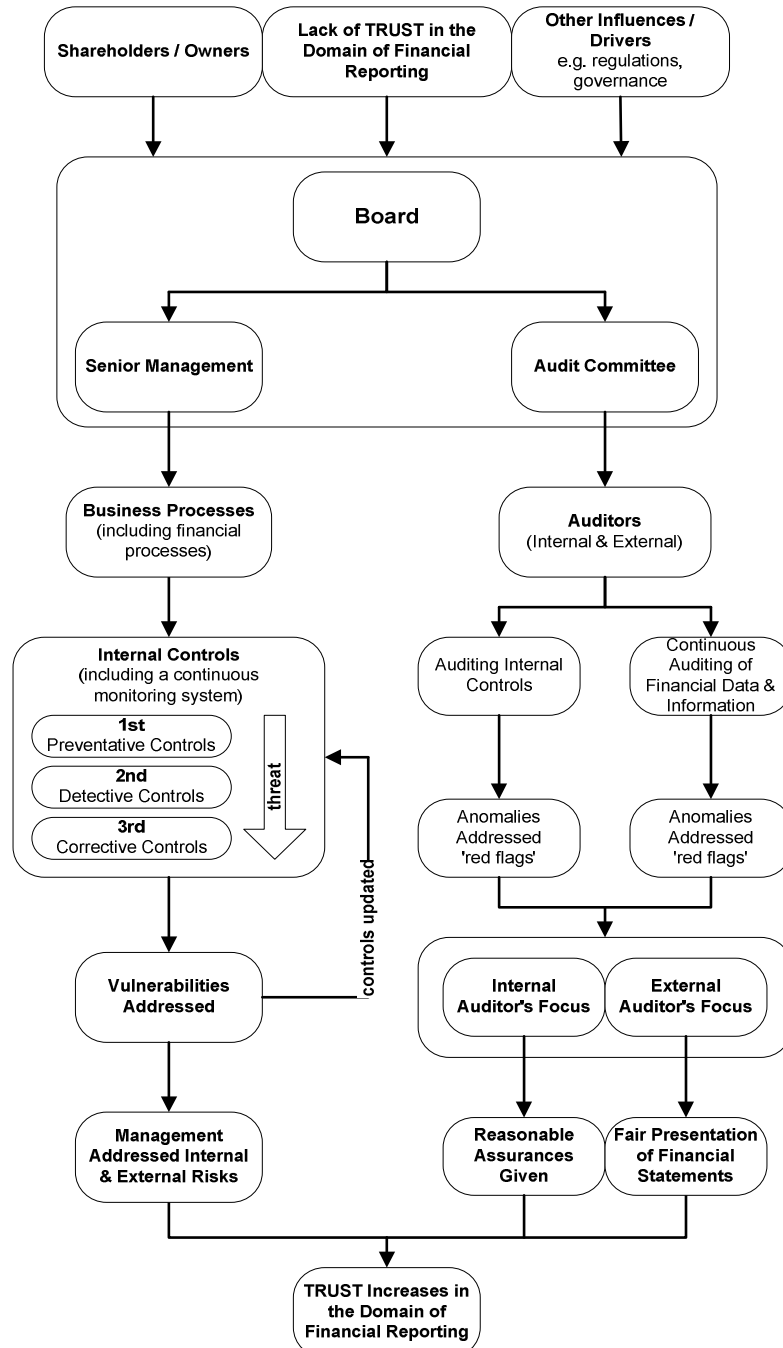 Shareholders / Owners
Lack of TRUST in the
Domain of Financial
Reporting
Other Influences /
Drivers
e.g. regulations,
governance
Board
Senior Management
Audit Committee
Business Processes
(including financial
processes)
Auditors
(Internal & External)
Internal Controls
(including a continuous
monitoring system)
1st
Preventative Controls
2nd
Detective Controls
3rd
Corrective Controls
threat
controls updated
Auditing Internal
Controls
Continuous
Auditing of
Financial Data &
Information
Anomalies
Addressed
'red flags'
Anomalies
Addressed
'red flags'
Vulnerabilities
Addressed
Internal
Auditor's Focus
External
Auditor's Focus
Management
Addressed Internal
& External Risks
Reasonable
Assurances
Given
Fair Presentation
of Financial
Statements
TRUST Increases in
the Domain of
Financial Reporting